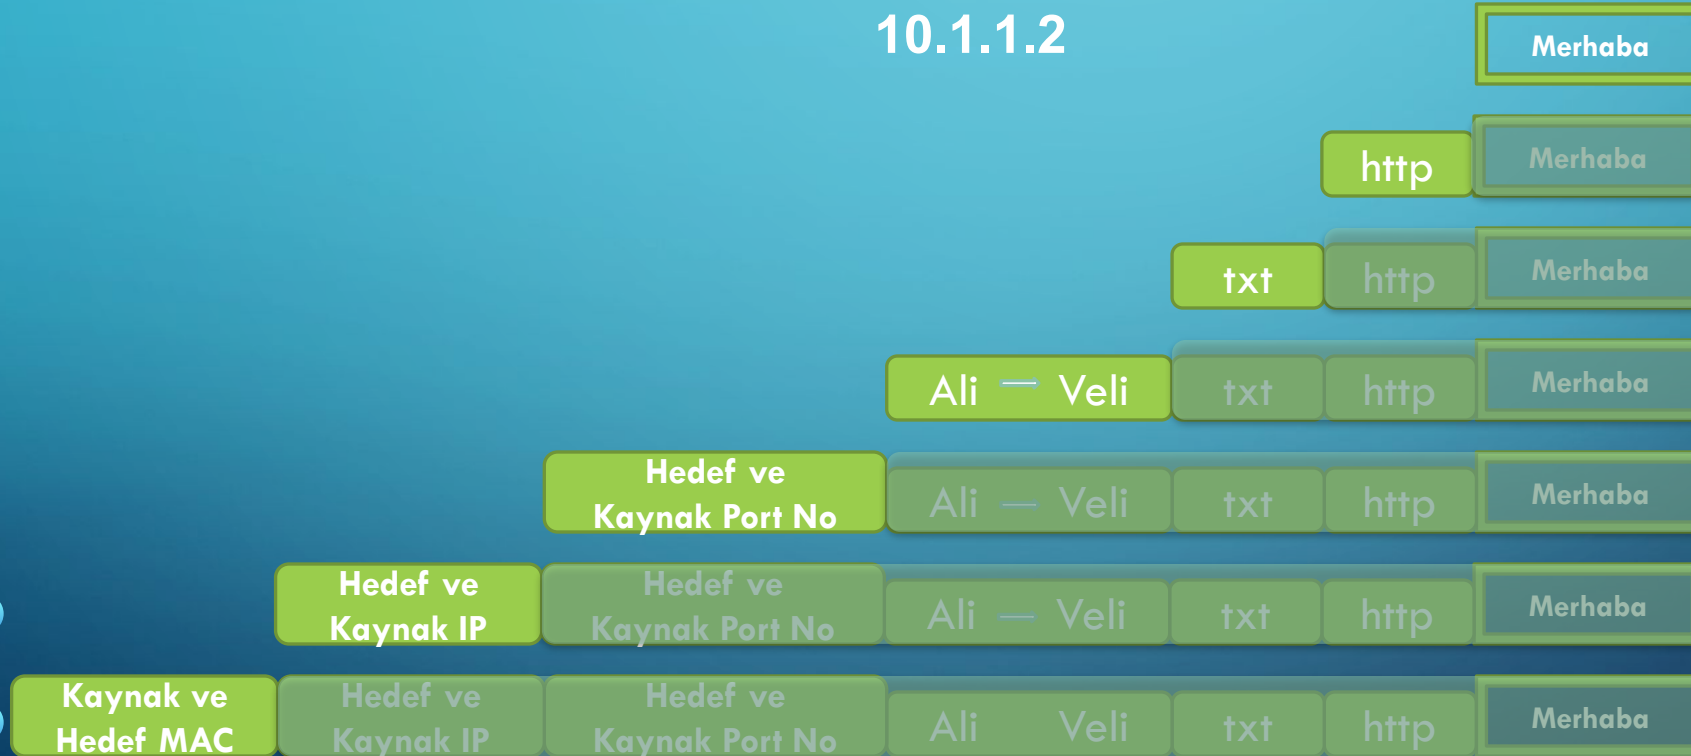 10.1.1.2
Merhaba
http Merhaba
txt http Merhaba
Ali — Veli txt http Merhaba
Hedef ve
Kaynak Port No Ali — Veli txt http Merhaba
Hedef ve Hedef ve
Kaynak IP Kaynak Port No Ali — Veli txt http Merhaba
Kaynak ve Hedef ve Hedef ve
Hedef MAC Kaynak IP Kaynak Port No Ali Veli txt http Merhaba